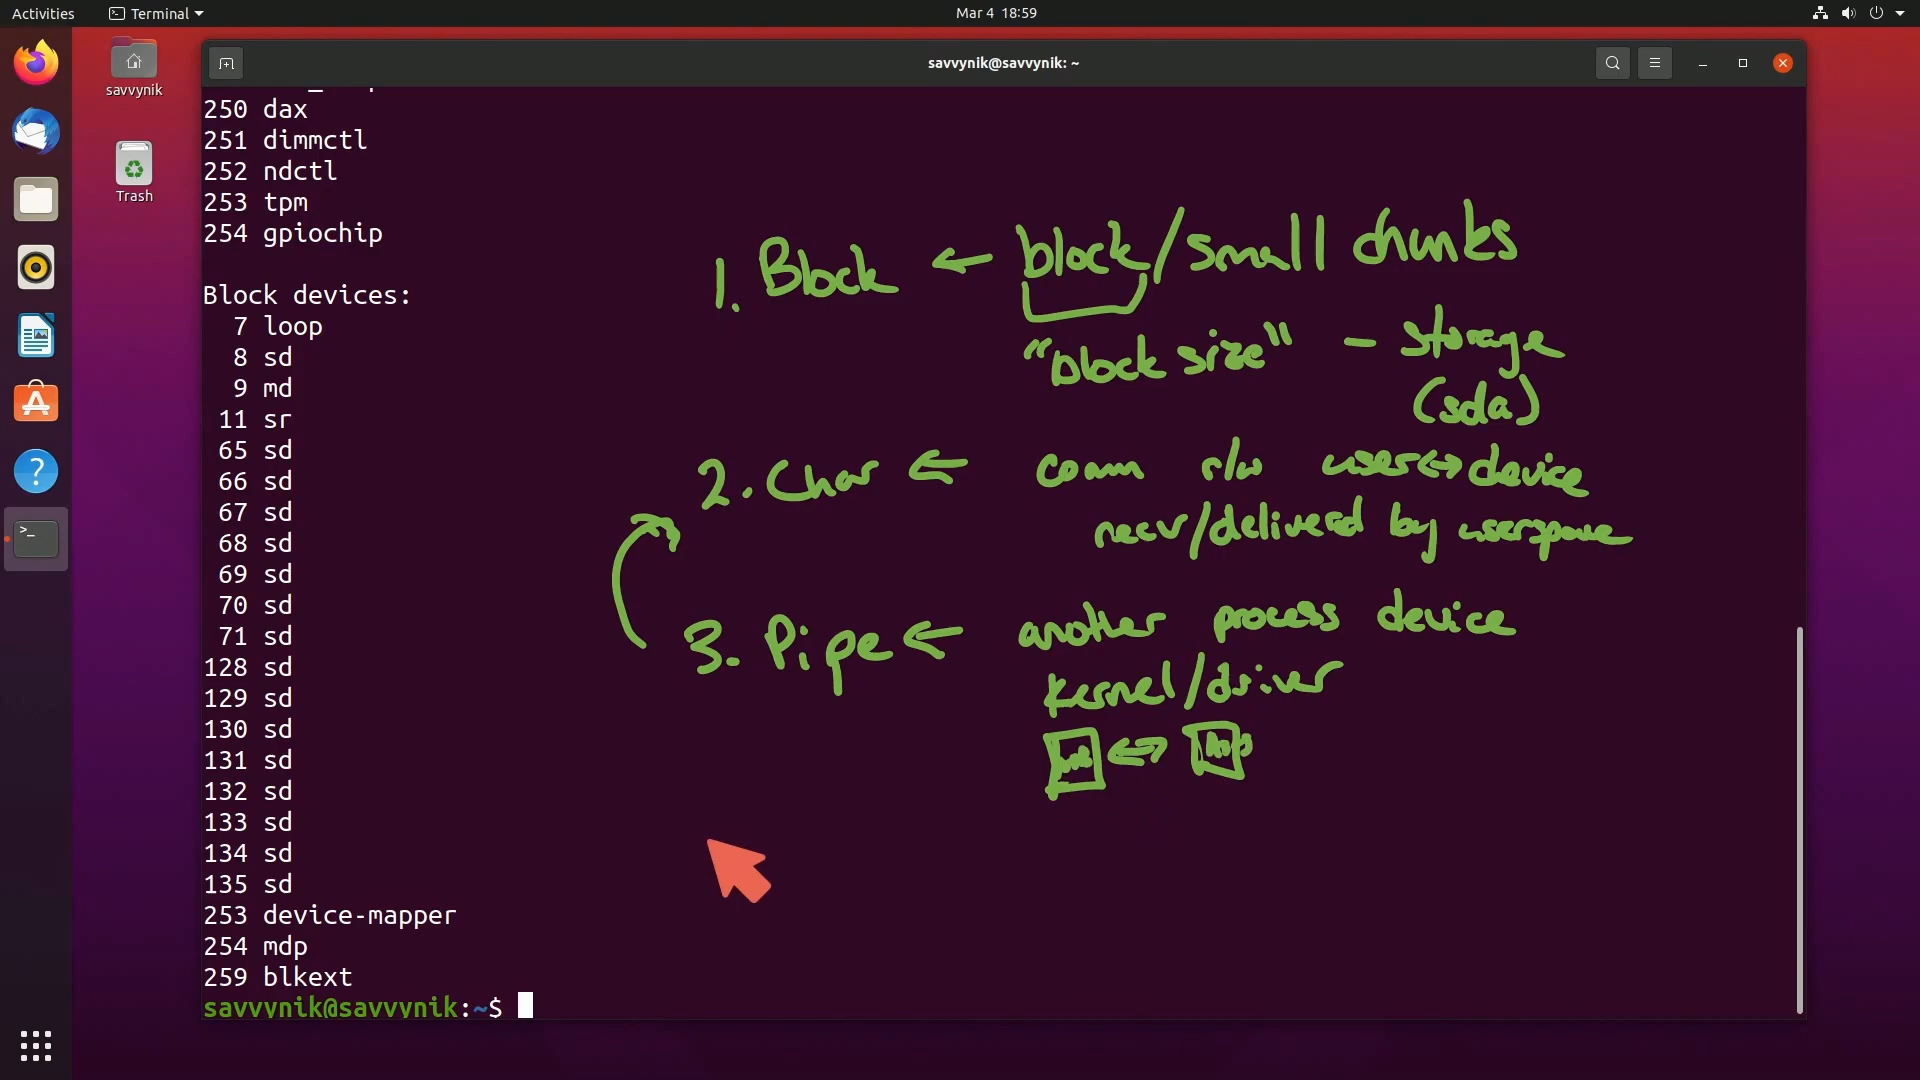 Activities
Terminal
Mar 4 18:59
savvynik@savvynik: ~
savvynik
Trash
250 dax
251 dimmctl
252 ndctl
253 tpm
254 gpiochip
Block devices:
7 loop
8 sd
9 md
11 sr
65 sd
66 sd
67 sd
68 sd
69 sd
70 sd
71 sd
128 sd
129 sd
130 sd
131 sd
132 sd
133 sd
134 sd
135 sd
253 device-mapper
254 mdp
259 blkext
savvynik@savvynik:~$
1. Block ← block/small chunks
"block size" - storage
(sda)
2. Char ← comm r/w user↔device
recv/delivered by userspace
3. Pipe ← another process device
kernel/driver